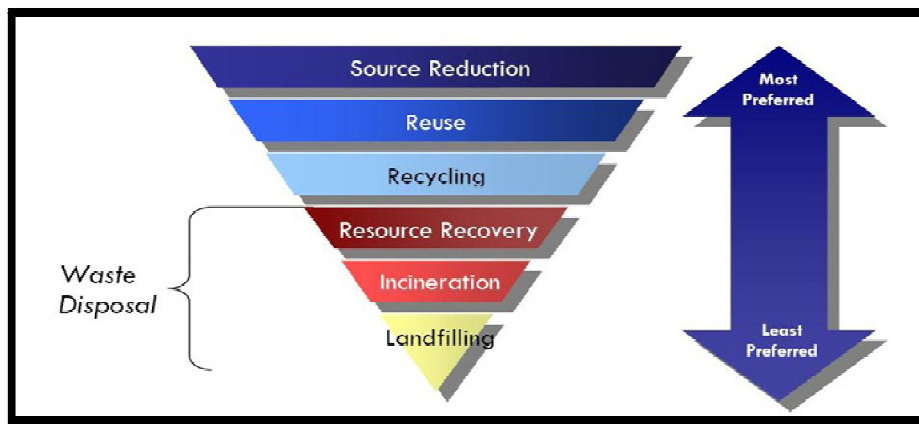 Source Reduction
Reuse
Recycling
Resource Recovery
Incineration
Landfilling
Waste
Disposal
Most
Preferred
Least
Preferred